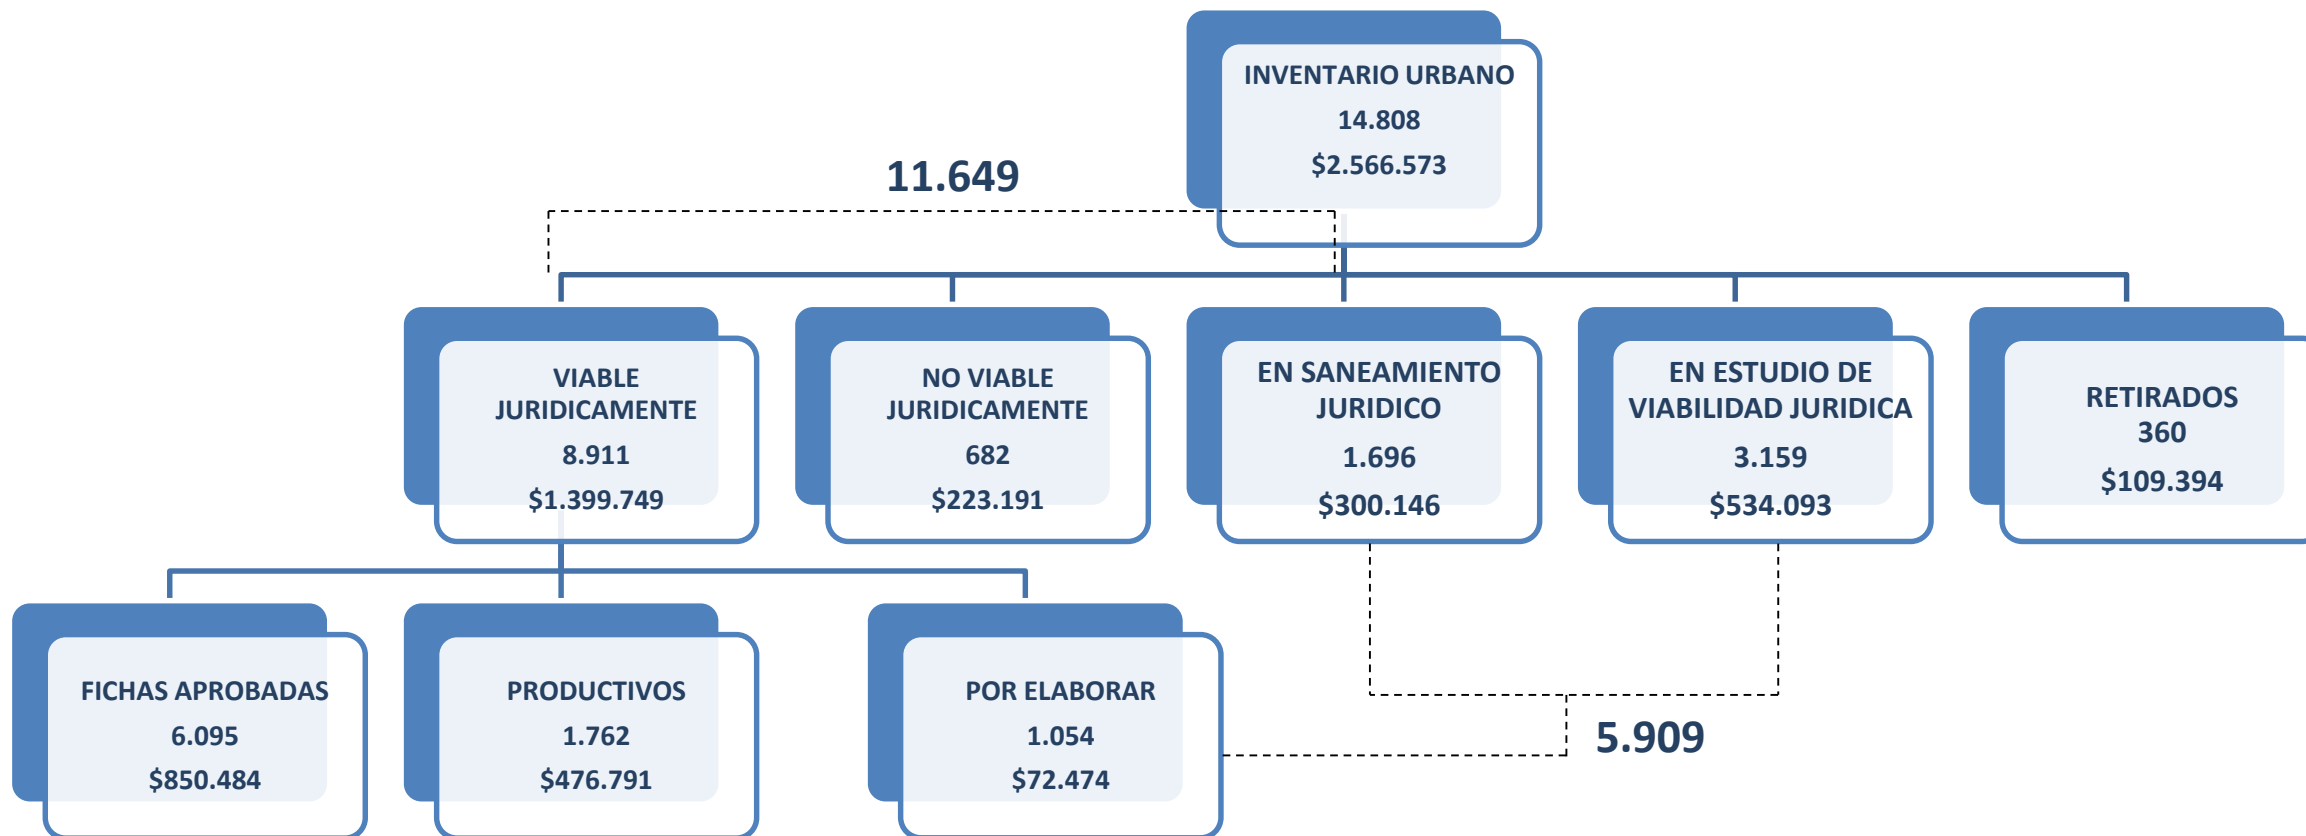 INVENTARIO URBANO
14.808
$2.566.573
11.649
VIABLE
JURIDICAMENTE
8.911
$1.399.749
NO VIABLE
JURIDICAMENTE
682
$223.191
EN SANEAMIENTO
JURIDICO
1.696
$300.146
EN ESTUDIO DE
VIABILIDAD JURIDICA
3.159
$534.093
RETIRADOS
360
$109.394
FICHAS APROBADAS
6.095
$850.484
PRODUCTIVOS
1.762
$476.791
POR ELABORAR
1.054
$72.474
5.909